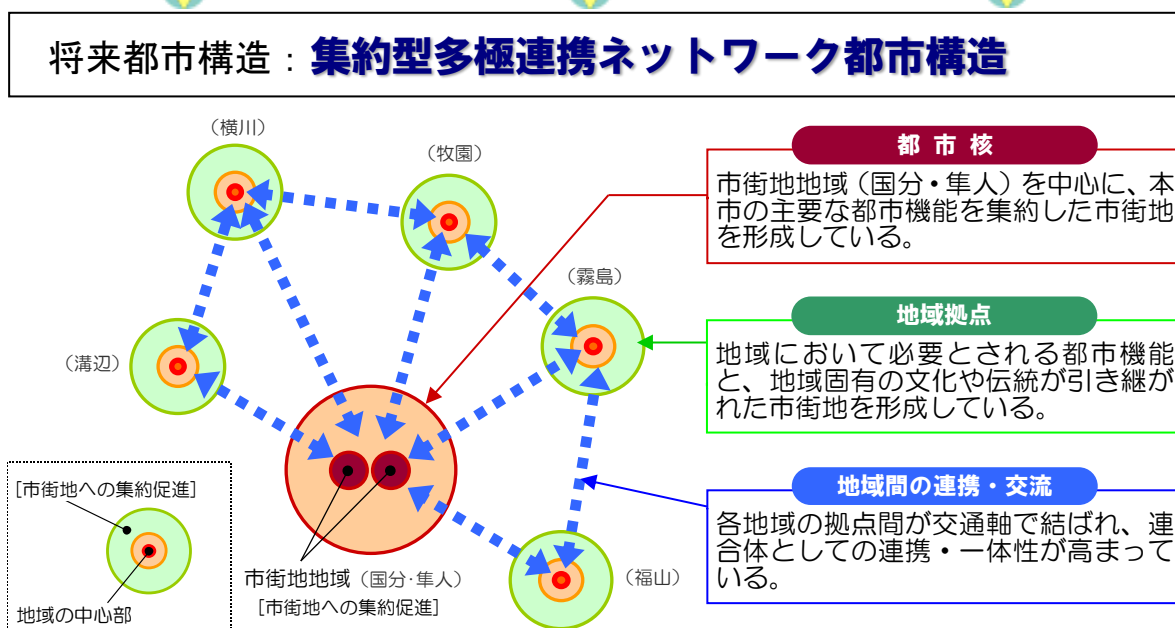 将来都市構造：集約型多極連携ネットワーク都市構造
（横川）
（牧園）
（霧島）
（溝辺）
（福山）
都市核
市街地地域（国分・隼人）を中心に、本
市の主要な都市機能を集約した市街地
を形成している。
地域拠点
地域において必要とされる都市機能
と、地域固有の文化や伝統が引き継が
れた市街地を形成している。
地域間の連携・交流
各地域の拠点間が交通軸で結ばれ、連
合体としての連携・一体性が高まって
いる。
[市街地への集約促進]
地域の中心部
市街地地域（国分・隼人）
[市街地への集約促進]